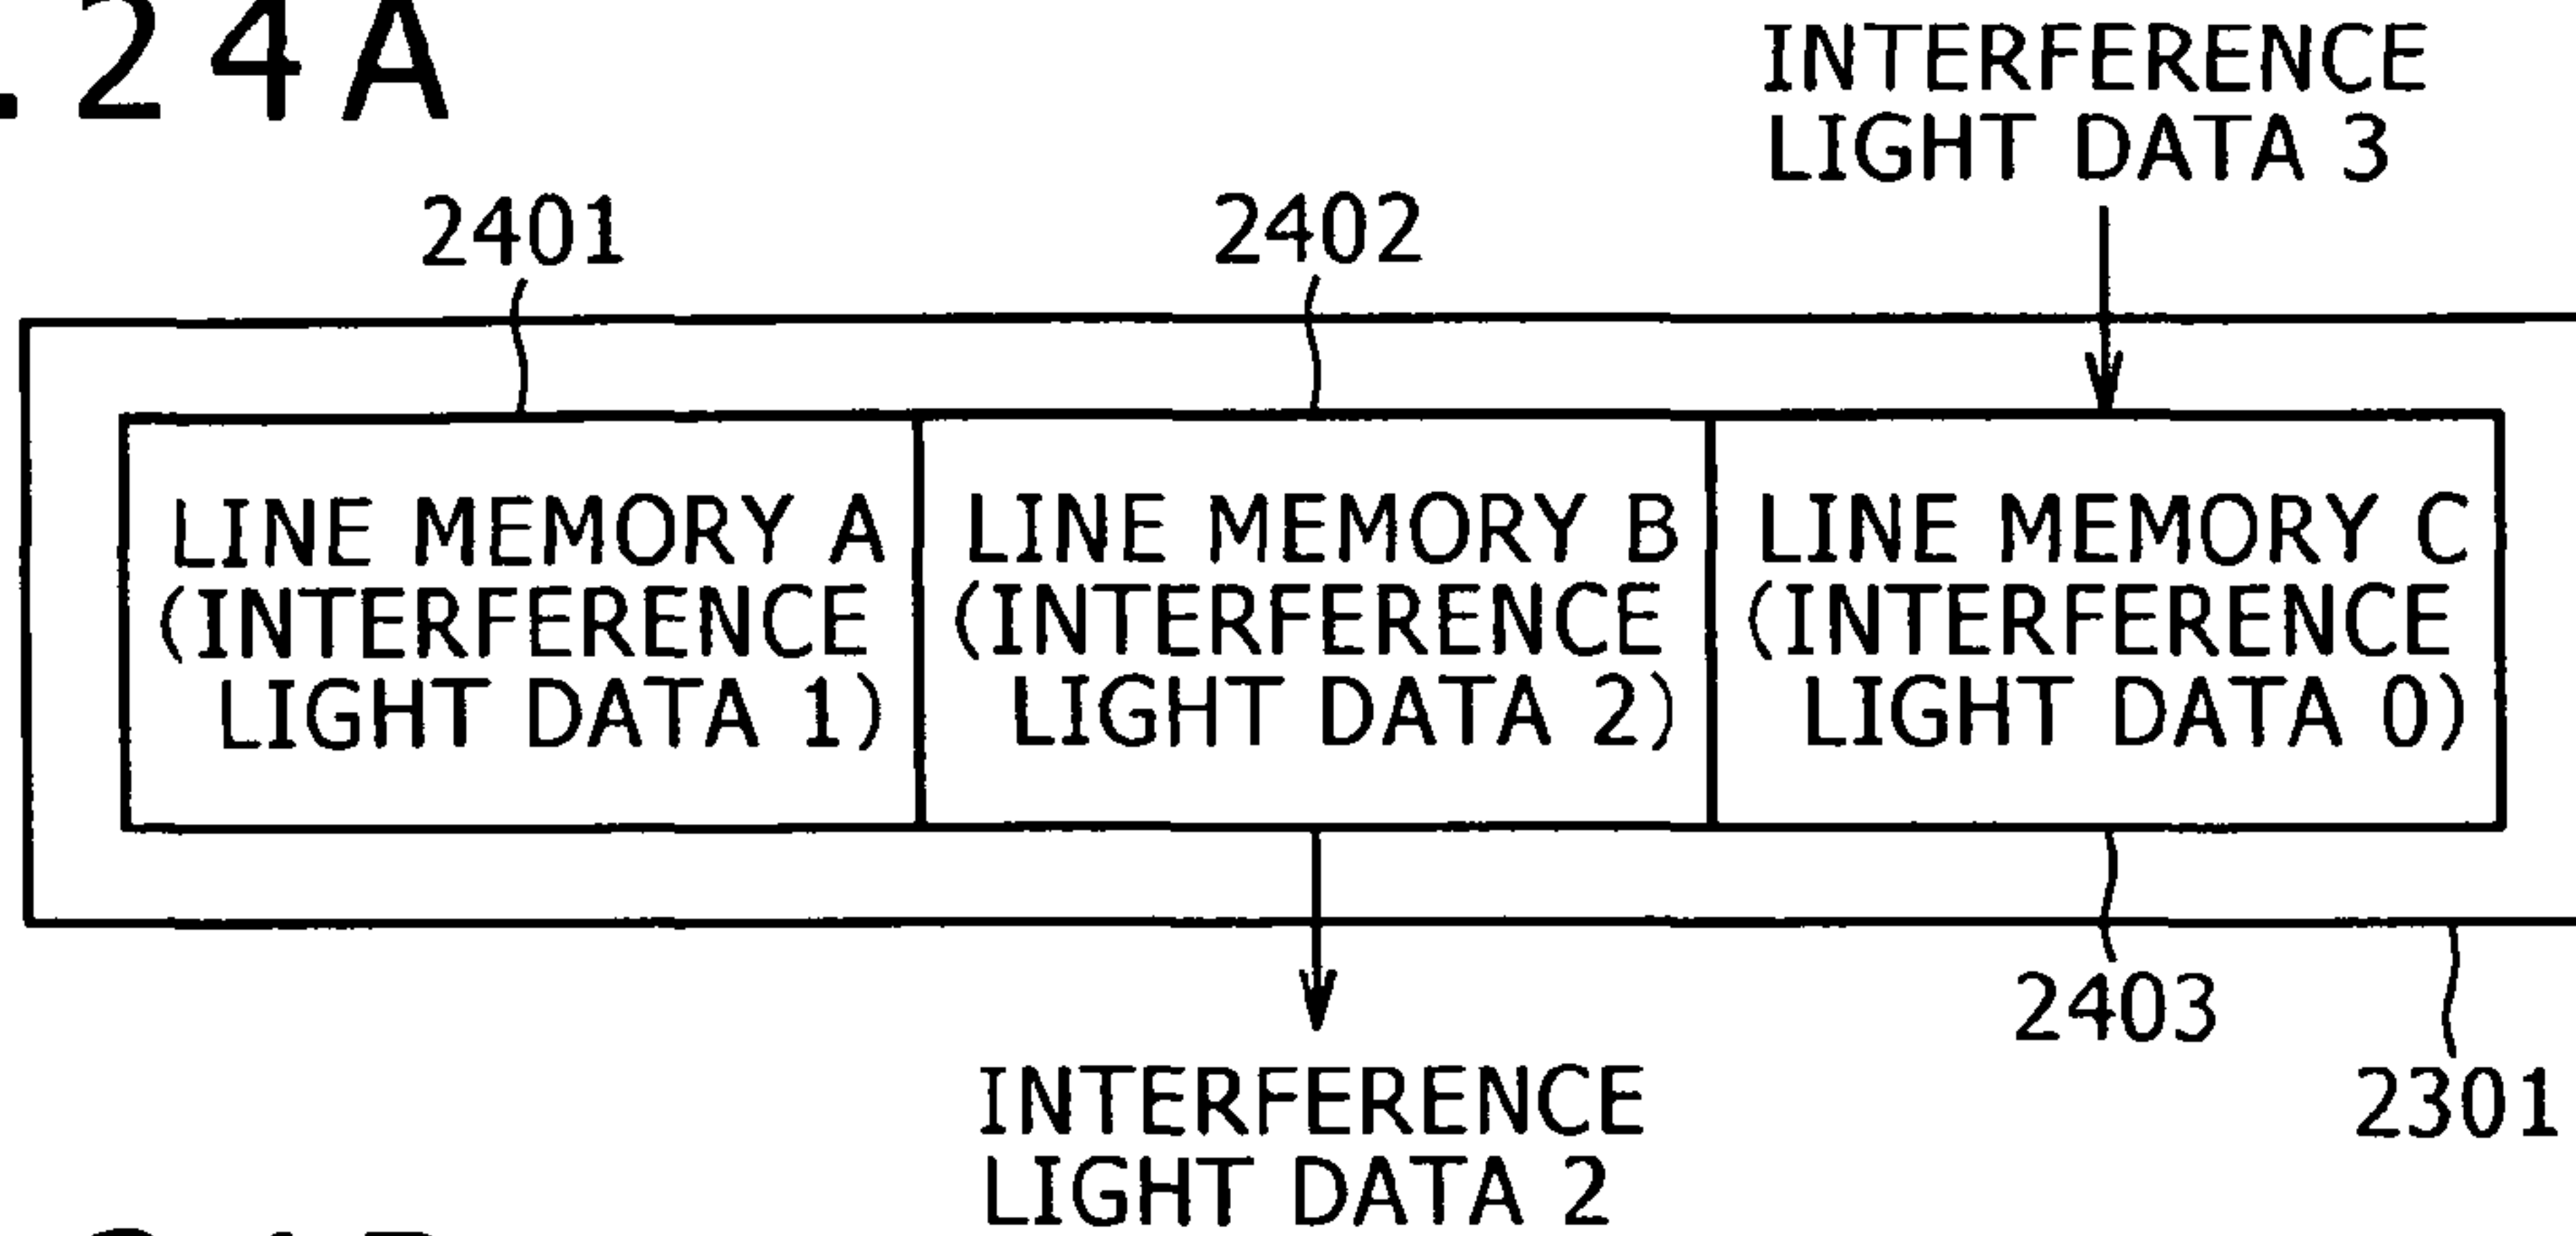 .24A
INTERFERENCE
LIGHT DATA 3
2401
2402
LINE MEMORY A
(INTERFERENCE
LIGHT DATA 1)
LINE MEMORY B
(INTERFERENCE
LIGHT DATA 2)
LINE MEMORY C
(INTERFERENCE
LIGHT DATA 0)
2403
2301
INTERFERENCE
LIGHT DATA 2